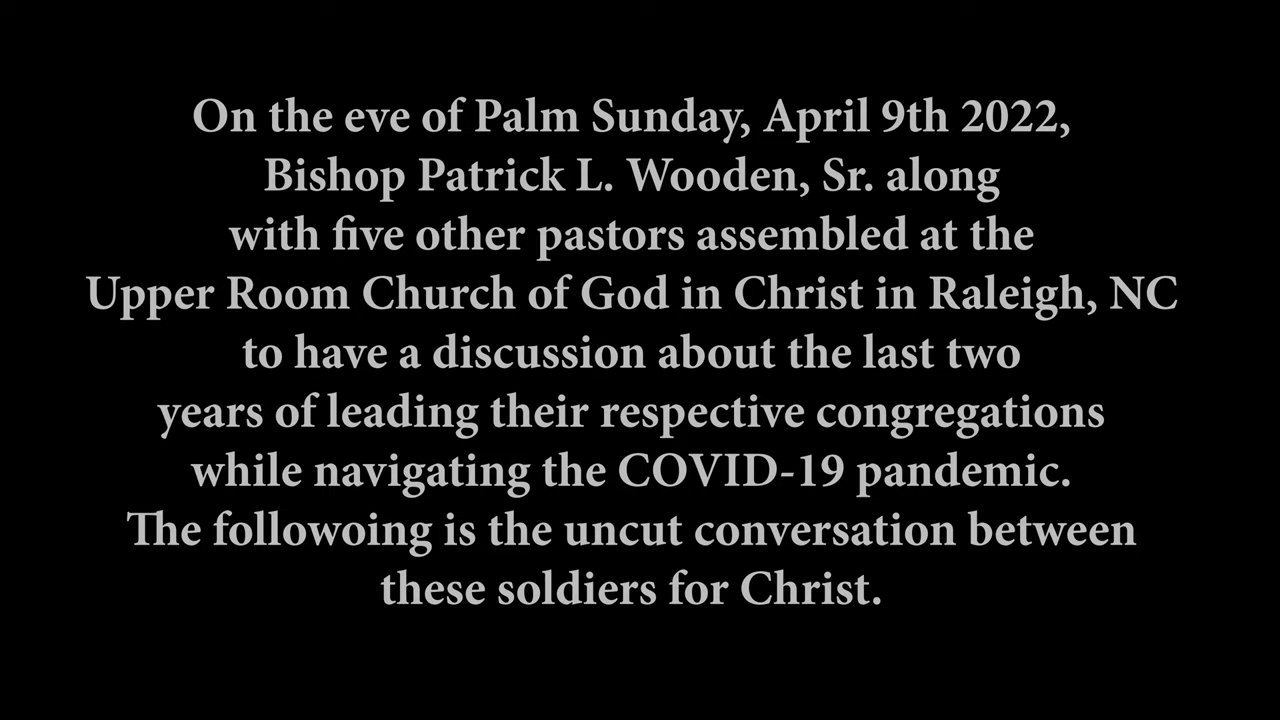 On the eve of Palm Sunday, April 9th 2022,
Bishop Patrick L. Wooden, Sr. along
with five other pastors assembled at the
Upper Room Church of God in Christ in Raleigh, NC
to have a discussion about the last two
years of leading their respective congregations
while navigating the COVID-19 pandemic.
The followoing is the uncut conversation between
these soldiers for Christ.